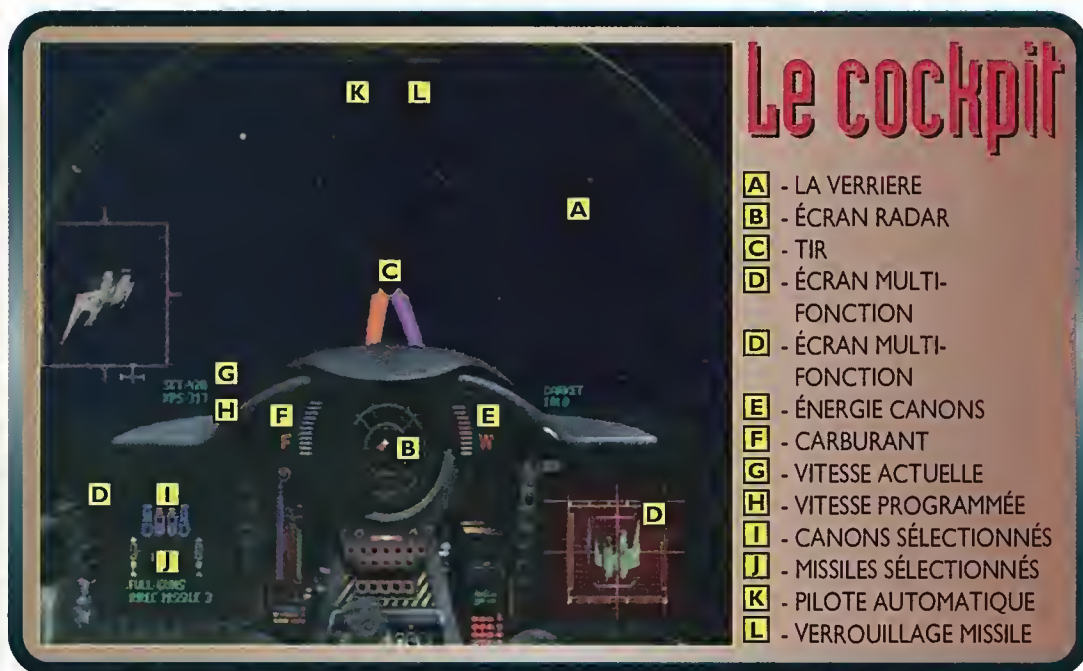 Le cockpit
K L
A
C
G
H
F E
F B W
D I
D
J
FULL-GUNS
A - LA VERRIERE
B - ÉCRAN RADAR
C - TIR
D - ÉCRAN MULTI-
FONCTION
D - ÉCRAN MULTI-
FONCTION
E - ÉNERGIE CANONS
F - CARBURANT
G - VITESSE ACTUELLE
H - VITESSE PROGRAMMÉE
I - CANONS SÉLECTIONNÉS
J - MISSILES SÉLECTIONNÉS
K - PILOTE AUTOMATIQUE
L - VERROUILLAGE MISSILE